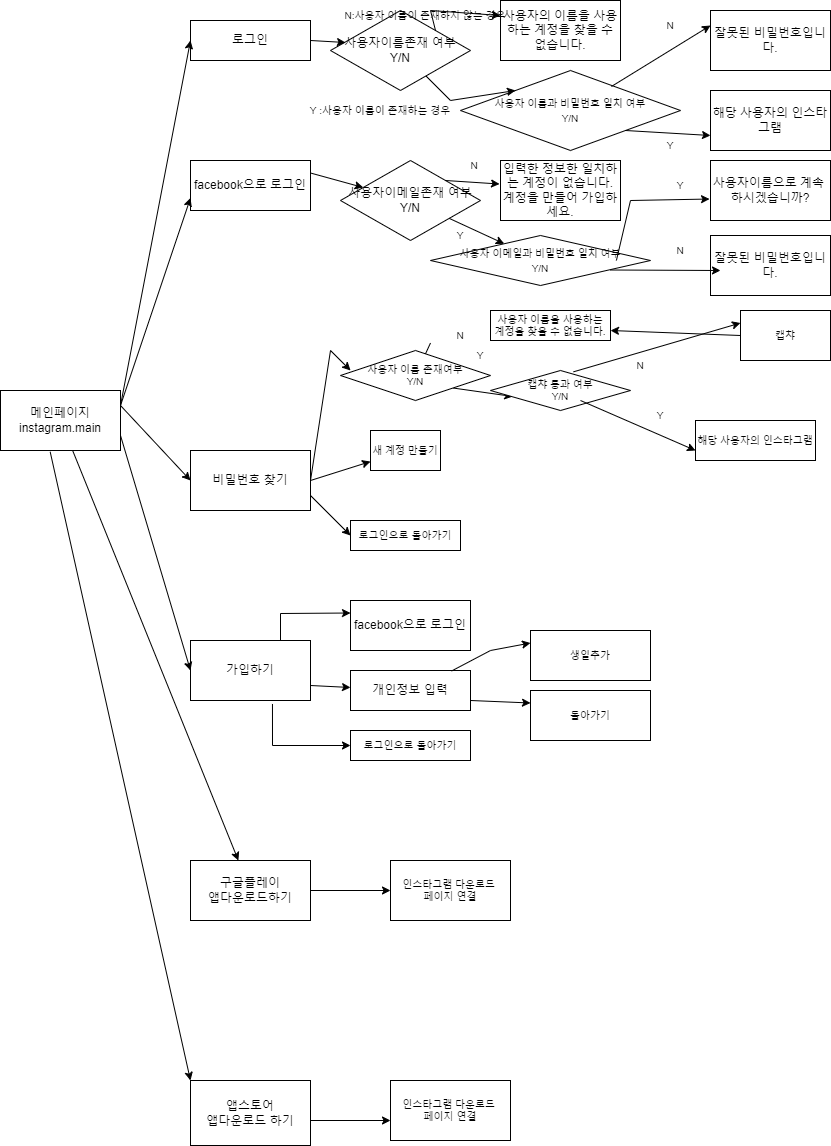 N:사용자 이름이 존재하지 않는 경우
로그인
사용자이름존재 여부
Y/N
사용자의 이름을 사용
하는 계정을 찾을 수
없습니다.
N
잘못된 비밀번호입니
다.
Y :사용자 이름이 존재하는 경우
사용자 이름과 비밀번호 일치 여부
Y/N
Y
해당 사용자의 인스타
그램
facebook으로 로그인
사용자이메일존재 여부
Y/N
N
입력한 정보한 일치하
는 계정이 없습니다.
계정을 만들어 가입하
세요.
Y
사용자이름으로 계속
하시겠습니까?
Y
사용자 이메일과 비밀번호 일치 여부
Y/N
N
잘못된 비밀번호입니
다.
사용자 이름을 사용하는
계정을 찾을 수 없습니다.
캡챠
N
Y
사용자 이름 존재여부
Y/N
N
캡챠 통과 여부
Y/N
Y
해당 사용자의 인스타그램
메인페이지
instagram.main
비밀번호 찾기
새 계정 만들기
로그인으로 돌아가기
가입하기
facebook으로 로그인
개인정보 입력
생일추가
돌아가기
로그인으로 돌아가기
구글플레이
앱다운로드하기
인스타그램 다운로드
페이지 연결
앱스토어
앱다운로드 하기
인스타그램 다운로드
페이지 연결